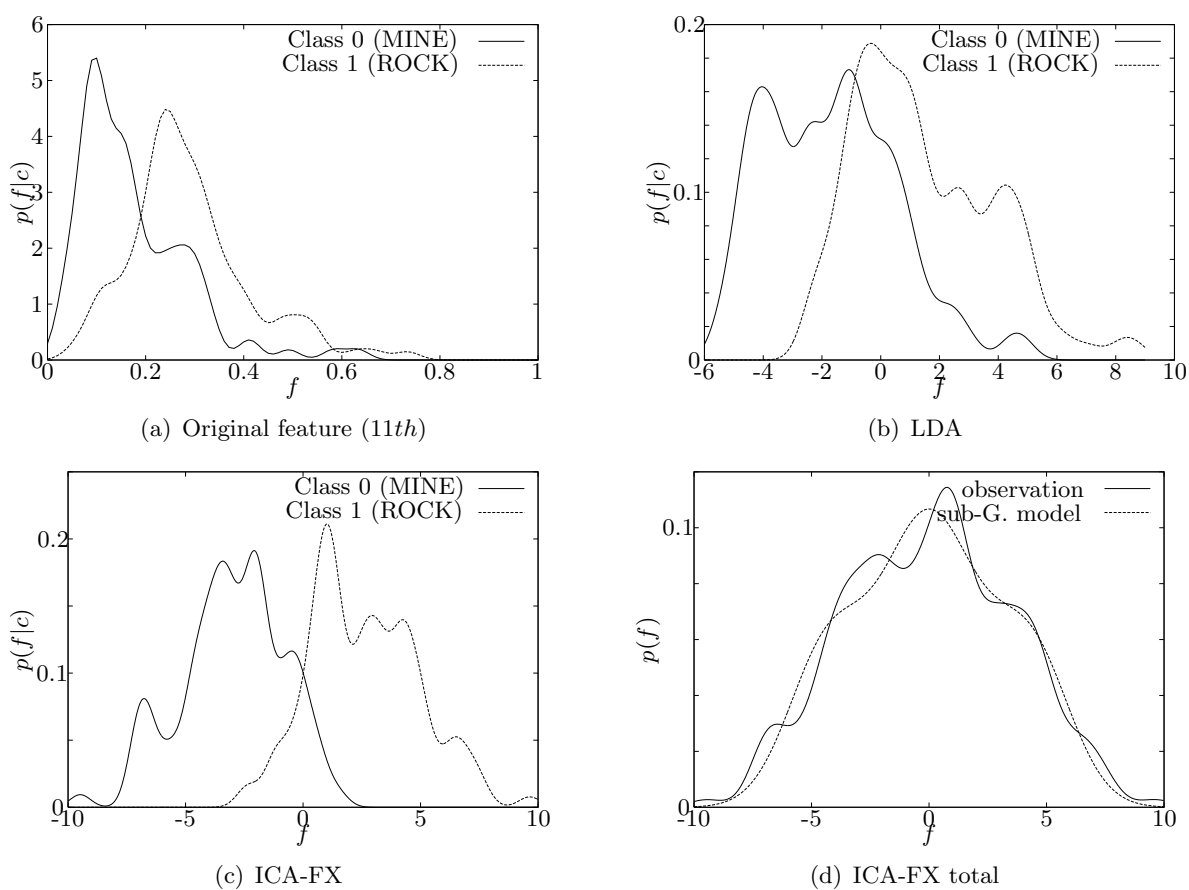 6
5
4
3
2
1
0
p(f|c)
Class 0 (MINE)
Class 1 (ROCK)
0 0.2 0.4 0.6 0.8 1
f
(a) Original feature (11th)
0.2
0.1
0
p(f|c)
Class 0 (MINE)
Class 1 (ROCK)
-6 -4 -2 0 2 4 6 8 10
f
(b) LDA
0.2
0.1
0
p(f|c)
Class 0 (MINE)
Class 1 (ROCK)
-10 -5 0 5 10
f
(c) ICA-FX
0.1
0
p(f)
observation
sub-G. model
-10 -5 0 5 10
f
(d) ICA-FX total